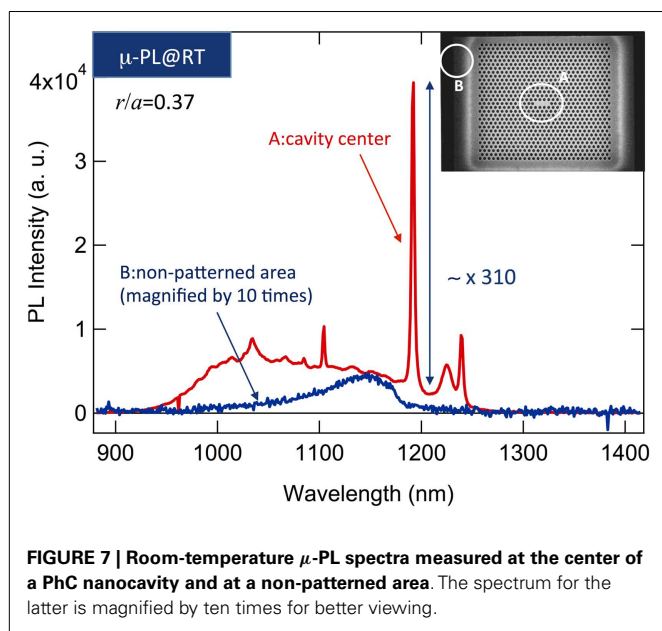 μ-PL@RT
r/a=0.37
A:cavity center
B:non-patterned area
(magnified by 10 times)
~ x 310
A
B
4x10⁴
3
2
1
0
PL Intensity (a. u.)
900 1000 1100 1200 1300 1400
Wavelength (nm)
FIGURE 7 | Room-temperature μ-PL spectra measured at the center of
a PhC nanocavity and at a non-patterned area. The spectrum for the
latter is magnified by ten times for better viewing.